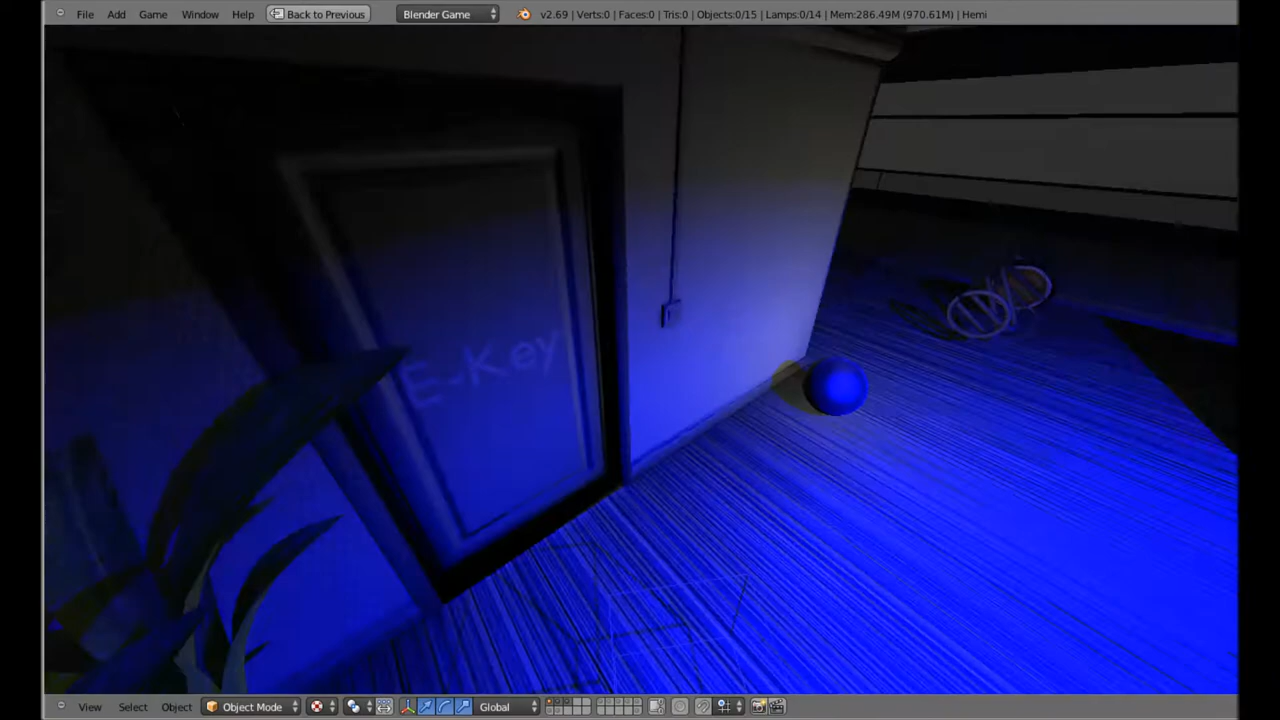 File Add Game Window Help Back to Previous Blender Game v2.69 | Verts:0 | Faces:0 | Tris:0 | Objects:0/15 | Lamps:0/14 | Mem:286.49M (970.61M) | Hemi
E-Key
View Select Object Object Mode Global